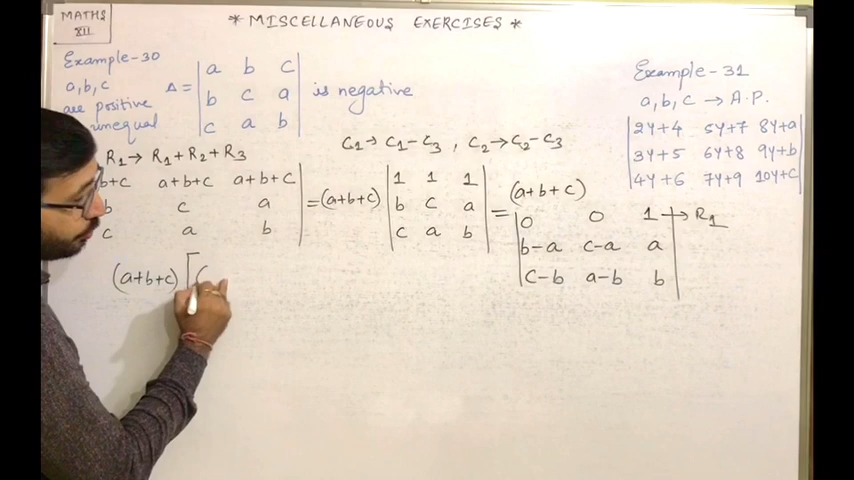 MATHS
XII
* MISCELLANEOUS EXERCISES *
Example-30
a,b,c
are positive
unequal
Δ = | a b c |
| b c a |
| c a b |
is negative
Example-31
a,b,c → A.P.
| 2y+4 5y+7 8y+a |
| 3y+5 6y+8 9y+b |
| 4y+6 7y+9 10y+c |
R₁ → R₁+R₂+R₃
C₁ → C₁-C₃ , C₂ → C₂-C₃
b+c a+b+c a+b+c |
b c a |
c a b |
= (a+b+c) | 1 1 1 |
| b c a |
| c a b |
= (a+b+c)
| 0 0 1 | → R₁
| b-a c-a a |
| c-b a-b b |
(a+b+c) [(